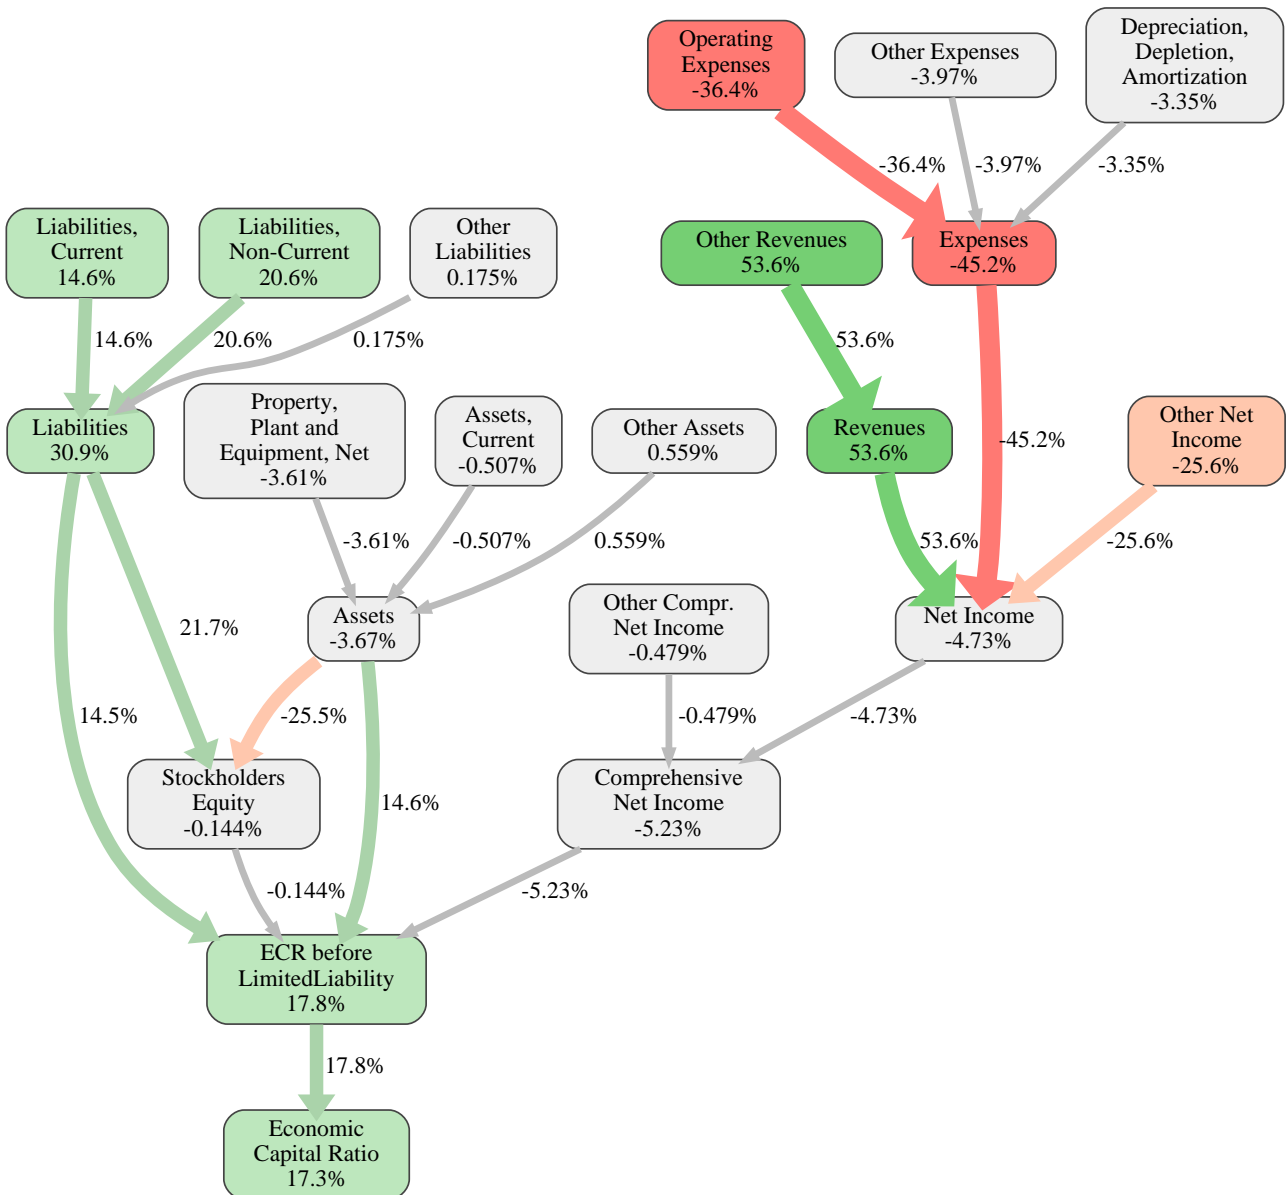 Operating
Expenses
-36.4%
Other Expenses
-3.97%
Depreciation,
Depletion,
Amortization
-3.35%
-36.4%
-3.97%
-3.35%
Liabilities,
Current
14.6%
Liabilities,
Non-Current
20.6%
Other
Liabilities
0.175%
Other Revenues
53.6%
Expenses
-45.2%
14.6%
20.6%
0.175%
53.6%
Liabilities
30.9%
Property,
Plant and
Equipment, Net
-3.61%
Assets,
Current
-0.507%
Other Assets
0.559%
Revenues
53.6%
-45.2%
Other Net
Income
-25.6%
-3.61%
-0.507%
0.559%
53.6%
-25.6%
21.7%
Assets
-3.67%
Other Compr.
Net Income
-0.479%
Net Income
-4.73%
14.5%
-25.5%
-0.479%
-4.73%
Stockholders
Equity
-0.144%
14.6%
Comprehensive
Net Income
-5.23%
-0.144%
-5.23%
ECR before
LimitedLiability
17.8%
17.8%
Economic
Capital Ratio
17.3%